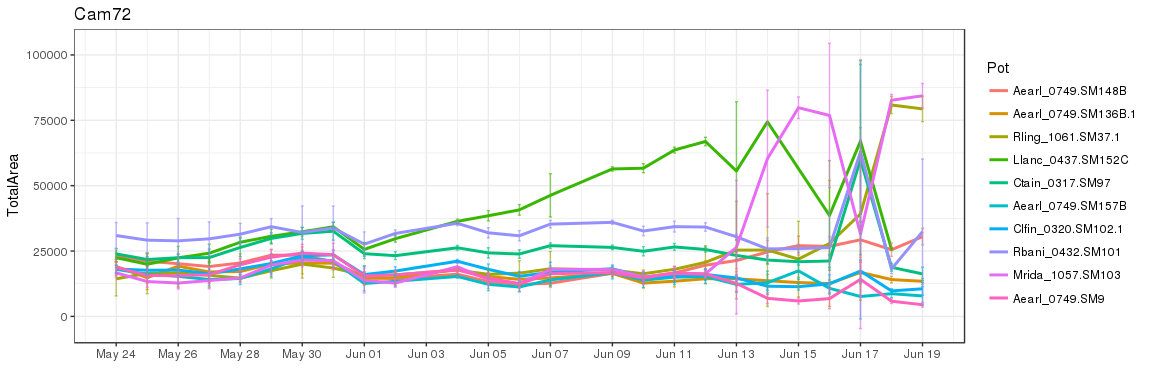 Cam72
TotalArea
100000
75000
50000
25000
0
May 24 May 26 May 28 May 30 Jun 01 Jun 03 Jun 05 Jun 07 Jun 09 Jun 11 Jun 13 Jun 15 Jun 17 Jun 19
Pot
Aearl_0749.SM148B
Aearl_0749.SM136B.1
Rling_1061.SM37.1
Llanc_0437.SM152C
Ctain_0317.SM97
Aearl_0749.SM157B
Clfin_0320.SM102.1
Rbani_0432.SM101
Mrida_1057.SM103
Aearl_0749.SM9